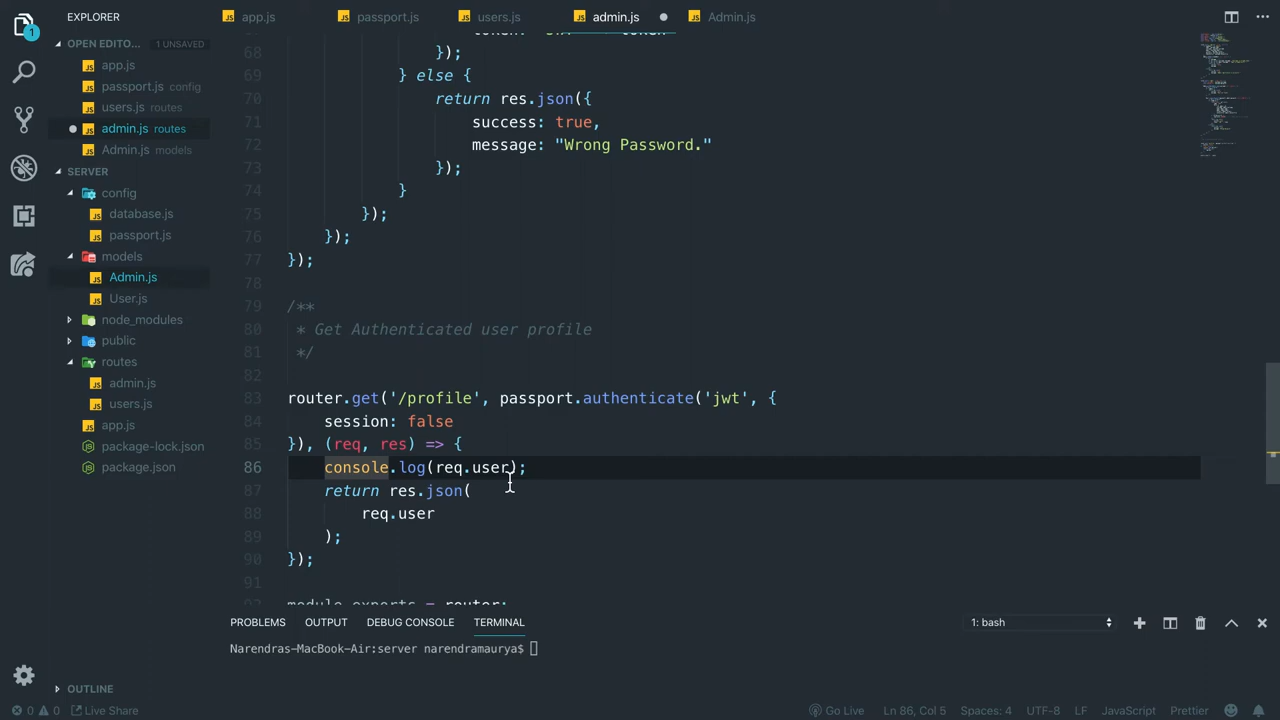 EXPLORER
app.js
passport.js
users.js
admin.js
Admin.js
1
OPEN EDITO...
1 UNSAVED
app.js
passport.js config
users.js routes
admin.js routes
Admin.js models
SERVER
config
database.js
passport.js
models
Admin.js
User.js
node_modules
public
routes
admin.js
users.js
app.js
package-lock.json
package.json
OUTLINE
68 });
69 } else {
70 return res.json({
71 success: true,
72 message: "Wrong Password."
73 });
74 }
75 });
76 });
77 });
78
79 /**
80 * Get Authenticated user profile
81 */
82
83 router.get('/profile', passport.authenticate('jwt', {
84 session: false
85 }), (req, res) => {
86 console.log(req.user);
87 return res.json(
88 req.user
89 );
90 });
91
module.exports = router;
PROBLEMS
OUTPUT
DEBUG CONSOLE
TERMINAL
1: bash
Narendras-MacBook-Air:server narendramaurya$
0
0
Live Share
Go Live
Ln 86, Col 5
Spaces: 4
UTF-8
LF
JavaScript
Prettier